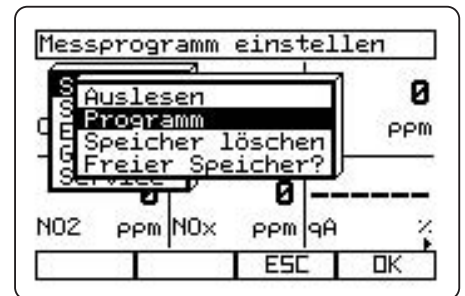 Messprogramm einstellen
S
Auslesen
0
S
Programm
ppm
E
Speicher löschen
G
Freier Speicher?
Service
0
0
------
NO2 ppm NOx ppm qA %
ESC OK